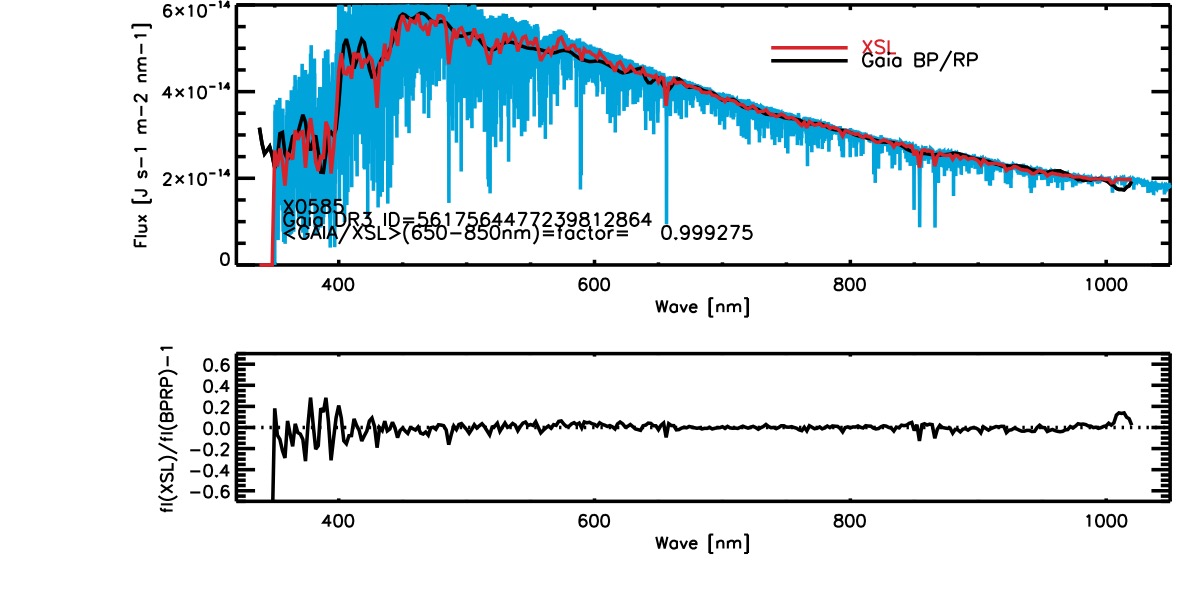 6×10−14
4×10−14
2×10−14
0
Flux [J s−1 m−2 nm−1]
XSL
Gaia BP/RP
X0585
Gaia DR3 ID=5617564477239812864
<GAIA/XSL>(650−850nm)=factor= 0.999275
400 600 800 1000
Wave [nm]
fl(XSL)/fl(BPRP)−1
0.6
0.4
0.2
0.0
−0.2
−0.4
−0.6
400 600 800 1000
Wave [nm]